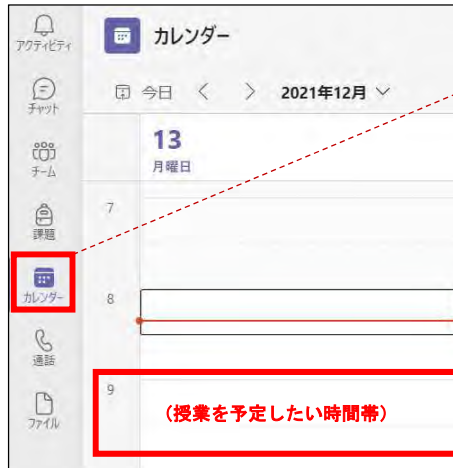 アクティビティ
チャット
チーム
課題
カレンダー
通話
ファイル
カレンダー
今日
2021年12月
13
月曜日
7
8
9
（授業を予定したい時間帯）